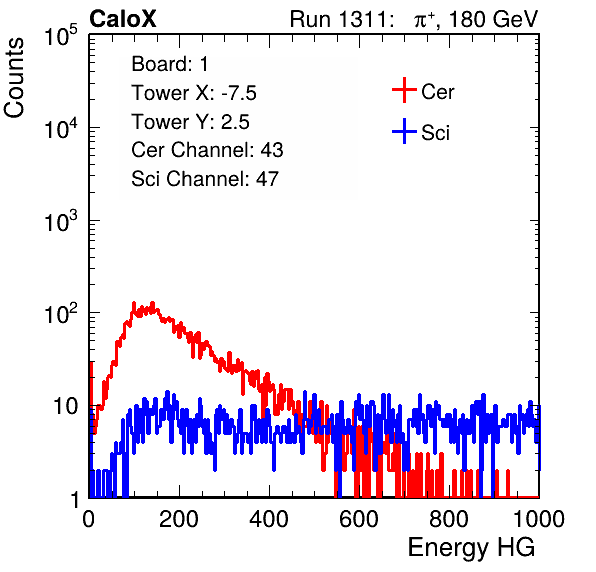 CaloX Run 1311: π⁺, 180 GeV
Counts
10⁵
10⁴
10³
10²
10
1
Board: 1
Tower X: -7.5
Tower Y: 2.5
Cer Channel: 43
Sci Channel: 47
Cer
Sci
0 200 400 600 800 1000
Energy HG